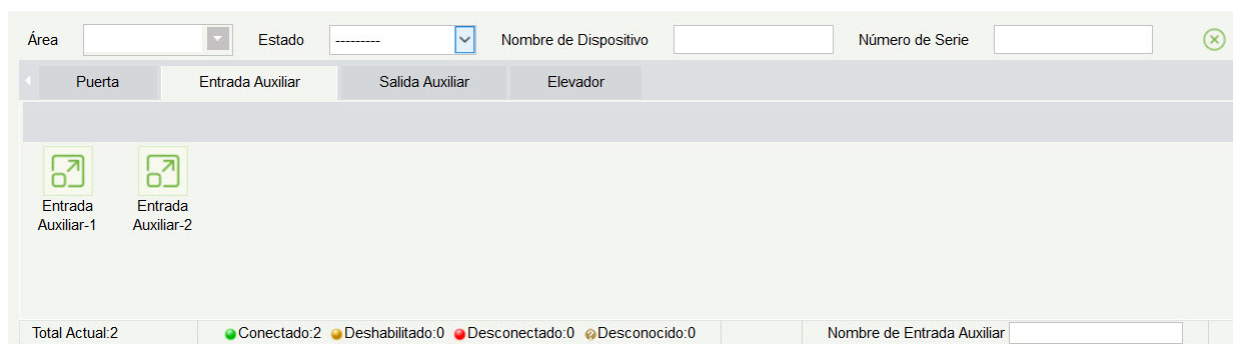 Área Estado --------- Nombre de Dispositivo Número de Serie
Puerta Entrada Auxiliar Salida Auxiliar Elevador
Entrada Auxiliar-1
Entrada Auxiliar-2
Total Actual:2 Conectado:2 Deshabilitado:0 Desconectado:0 Desconocido:0 Nombre de Entrada Auxiliar